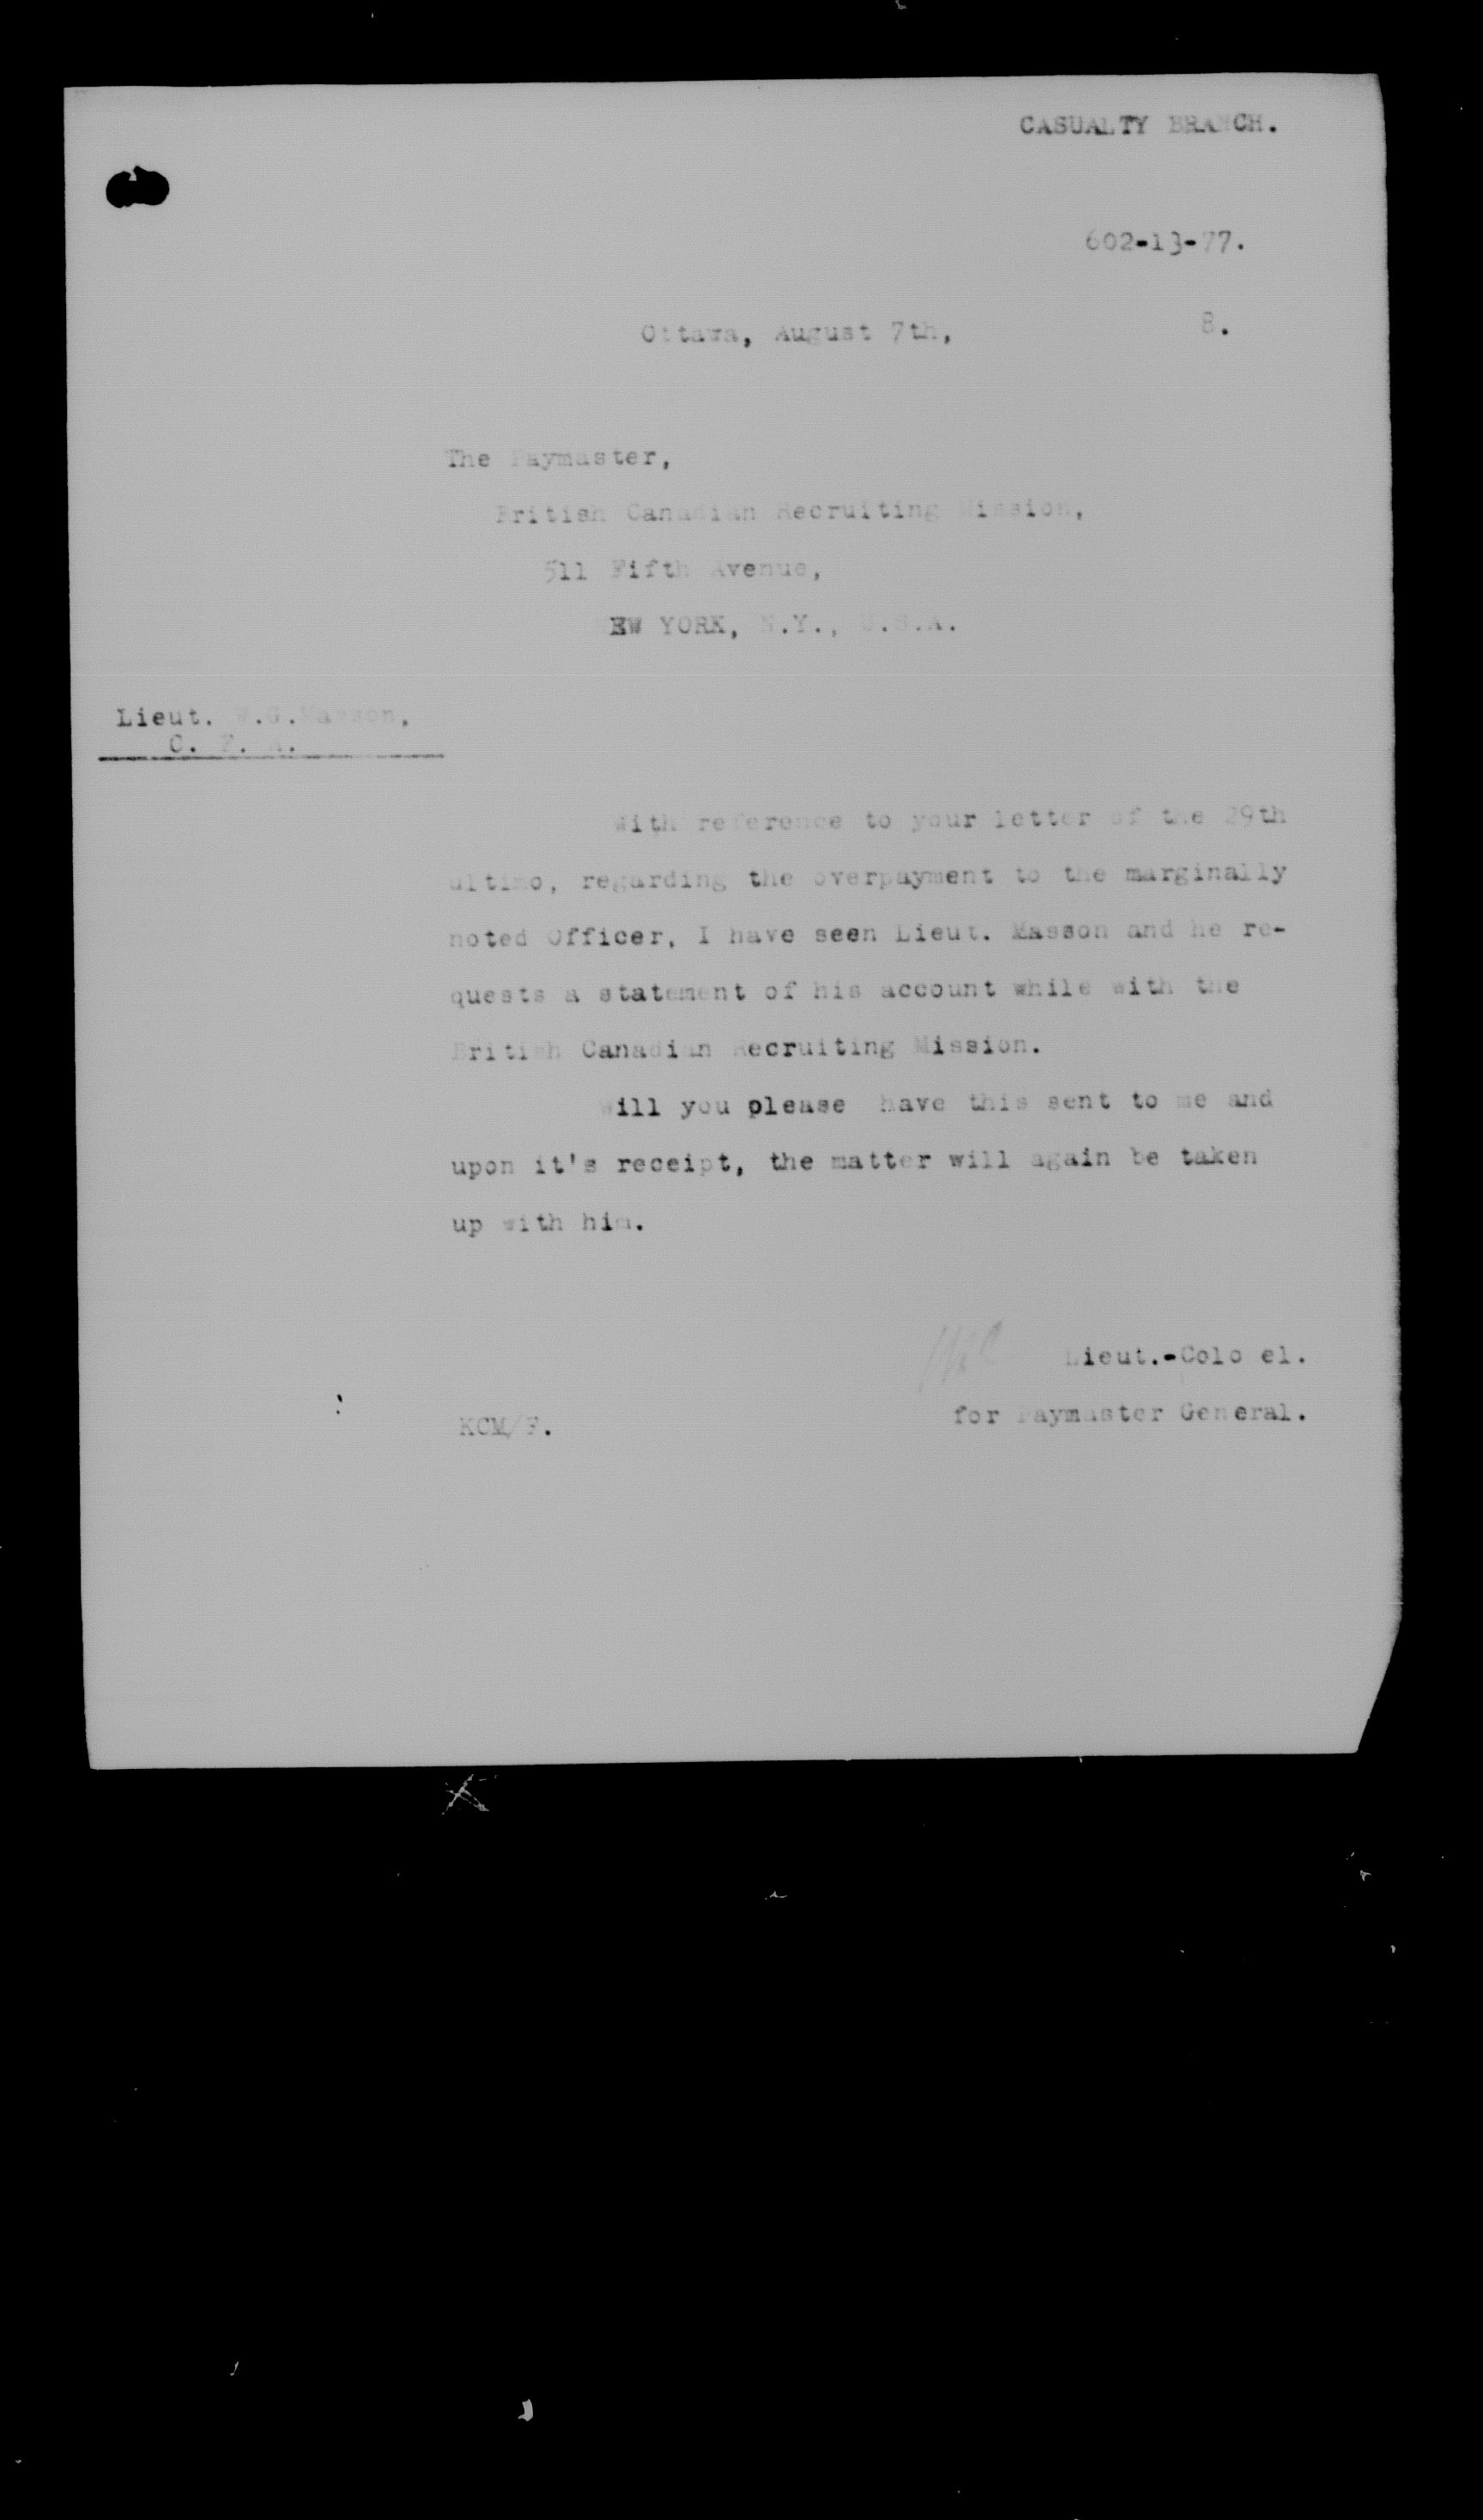 CASUALTY BRANCH.
602-13-77.
Ottawa, August 7th, 8.
The Paymaster,
British Canadian Recruiting Mission,
511 Fifth Avenue,
NEW YORK, N.Y., U.S.A.
Lieut. W.G.Masson,
C. F. A.
With reference to your letter of the 29th
ultimo, regarding the overpayment to the marginally
noted Officer, I have seen Lieut. Masson and he re-
quests a statement of his account while with the
British Canadian Recruiting Mission.
Will you please have this sent to me and
upon it's receipt, the matter will again be taken
up with him.
Lieut.-Colo el.
for Paymaster General.
KCM/F.